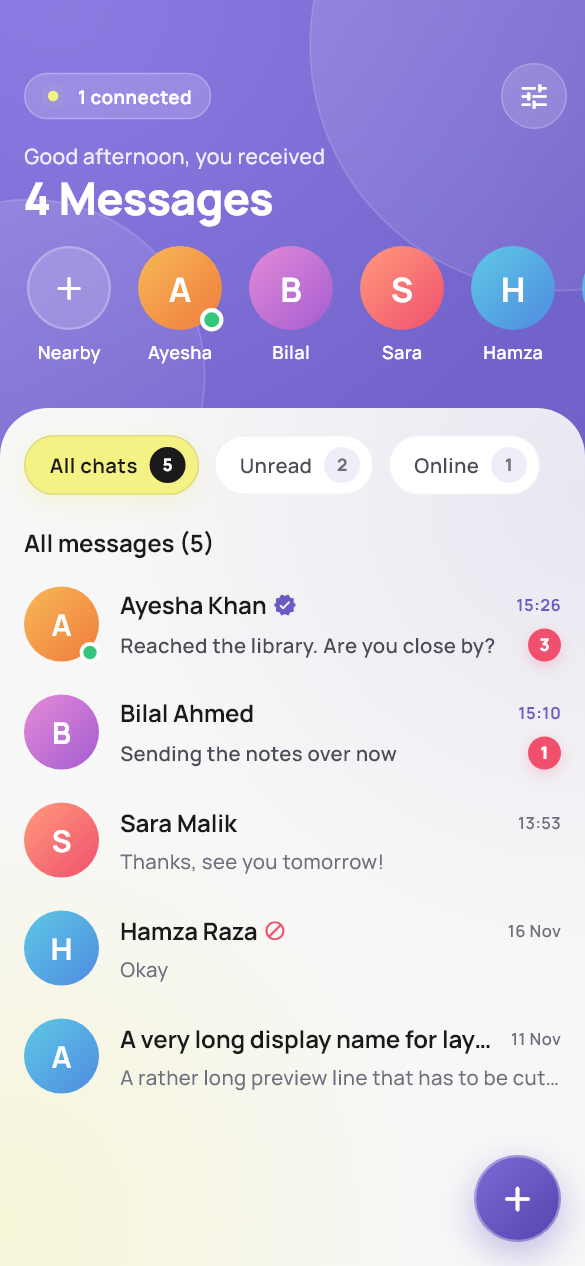 1 connected
Good afternoon, you received
4 Messages
A B S H
Nearby Ayesha Bilal Sara Hamza
All chats 5 Unread 2 Online 1
All messages (5)
A Ayesha Khan 15:26
Reached the library. Are you close by? 3
B Bilal Ahmed 15:10
Sending the notes over now 1
S Sara Malik 13:53
Thanks, see you tomorrow!
H Hamza Raza 16 Nov
Okay
A A very long display name for lay... 11 Nov
A rather long preview line that has to be cut...